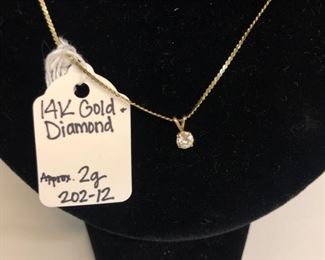 14K Gold &
Diamond
Approx. 2g
202-12